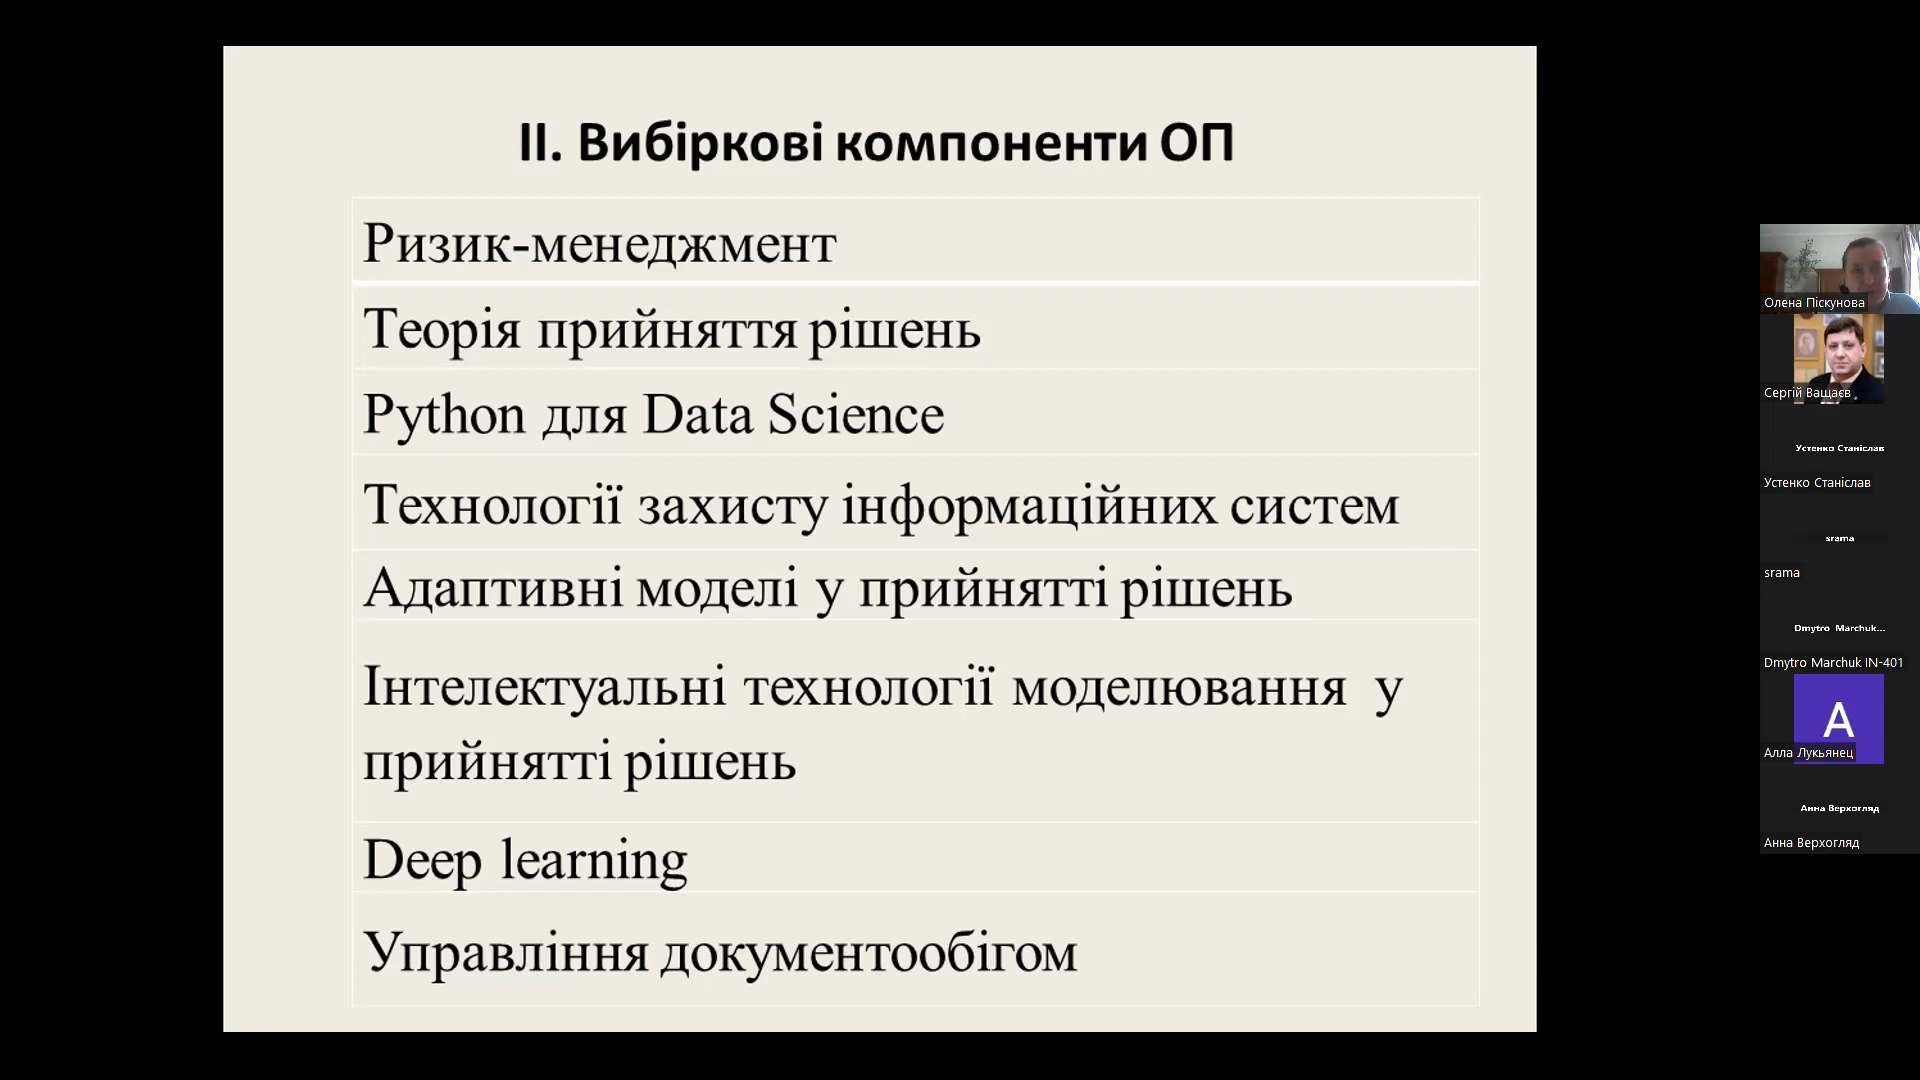 II. Вибіркові компоненти ОП
Ризик-менеджмент
Теорія прийняття рішень
Python для Data Science
Технології захисту інформаційних систем
Адаптивні моделі у прийнятті рішень
Інтелектуальні технології моделювання у
прийнятті рішень
Deep learning
Управління документообігом
Олена Піскунова
Сергій Ващаєв
Устенко Станіслав
Устенко Станіслав
srama
srama
Dmytro Marchuk...
Dmytro Marchuk IN-401
А
Алла Лукьянец
Анна Верхогляд
Анна Верхогляд